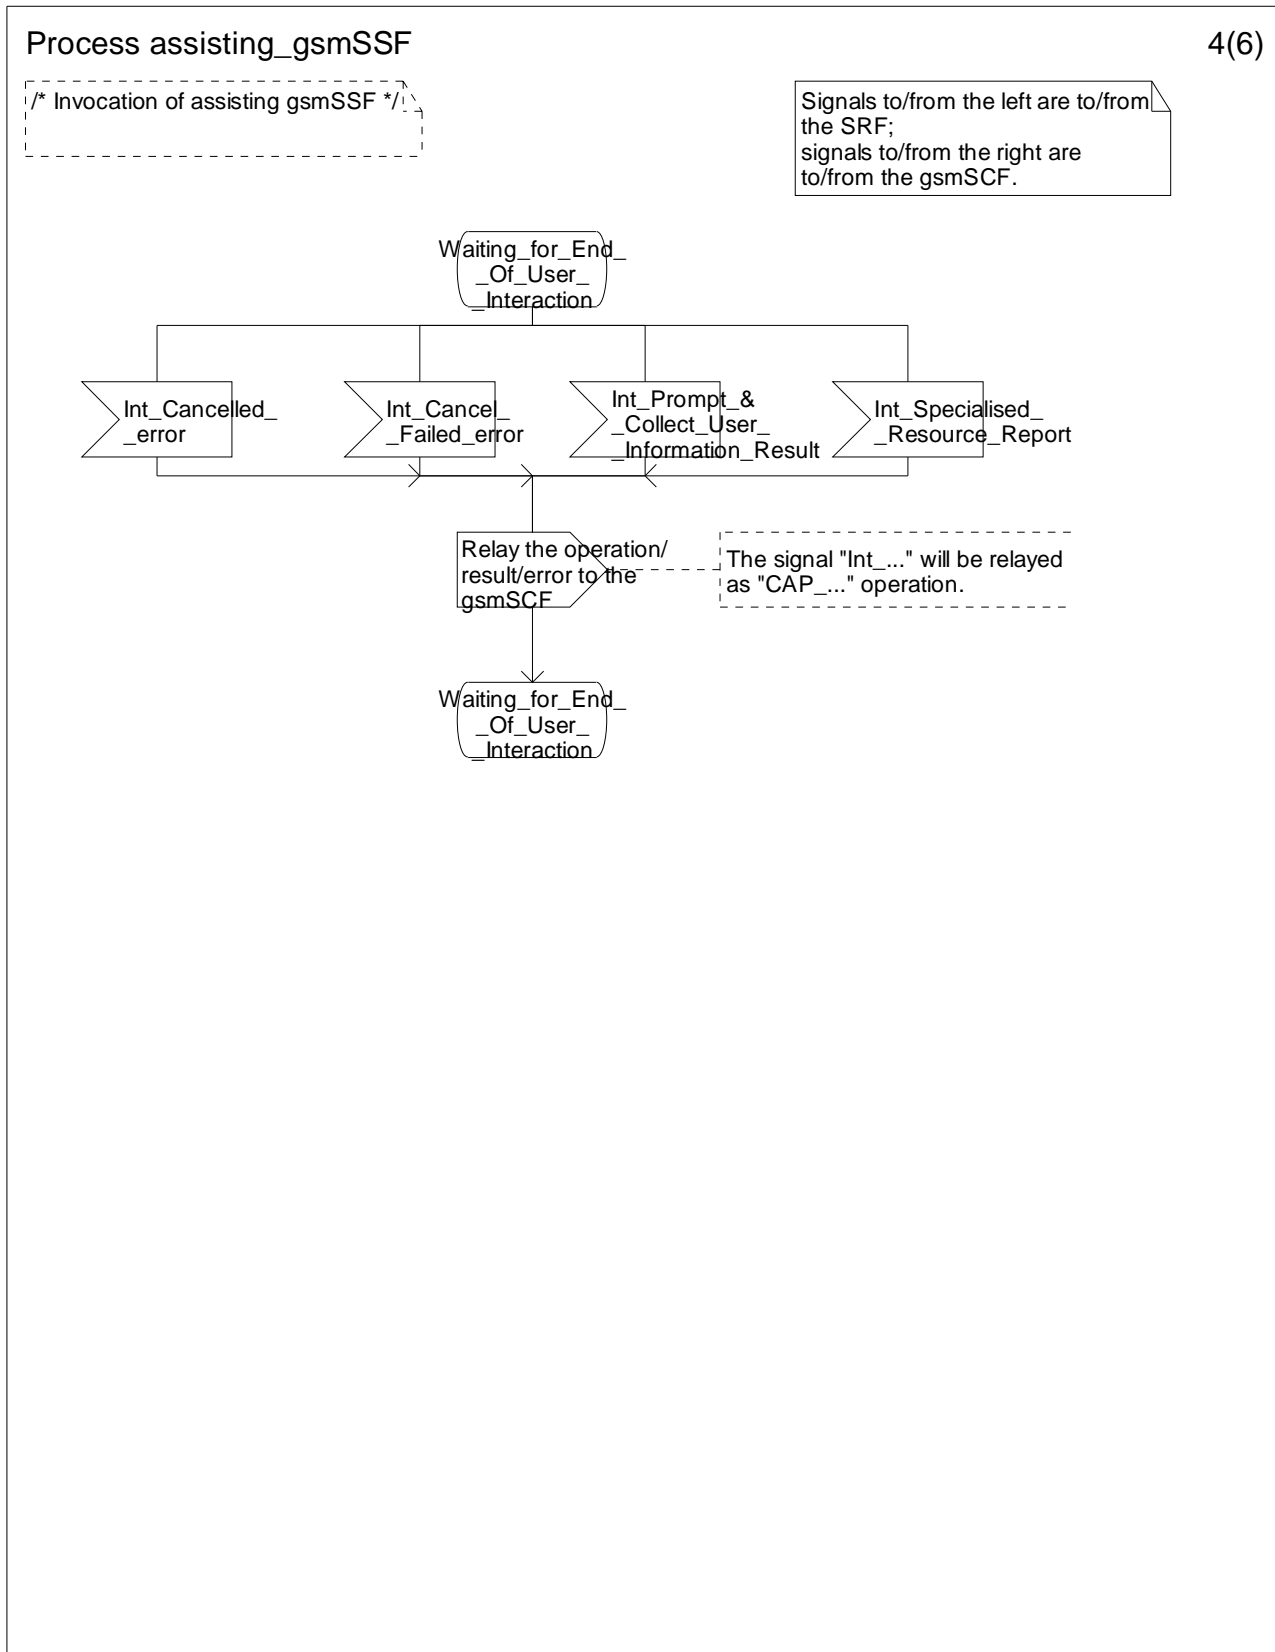 Process assisting_gsmSSF
4(6)
/* Invocation of assisting gsmSSF */
Signals to/from the left are to/from
the SRF;
signals to/from the right are
to/from the gsmSCF.
Waiting_for_End_
_Of_User_
_Interaction
Int_Cancelled_
_error
Int_Cancel_
_Failed_error
Int_Prompt_&
_Collect_User_
_Information_Result
Int_Specialised_
_Resource_Report
Relay the operation/
result/error to the
gsmSCF
The signal "Int_..." will be relayed
as "CAP_..." operation.
Waiting_for_End_
_Of_User_
_Interaction